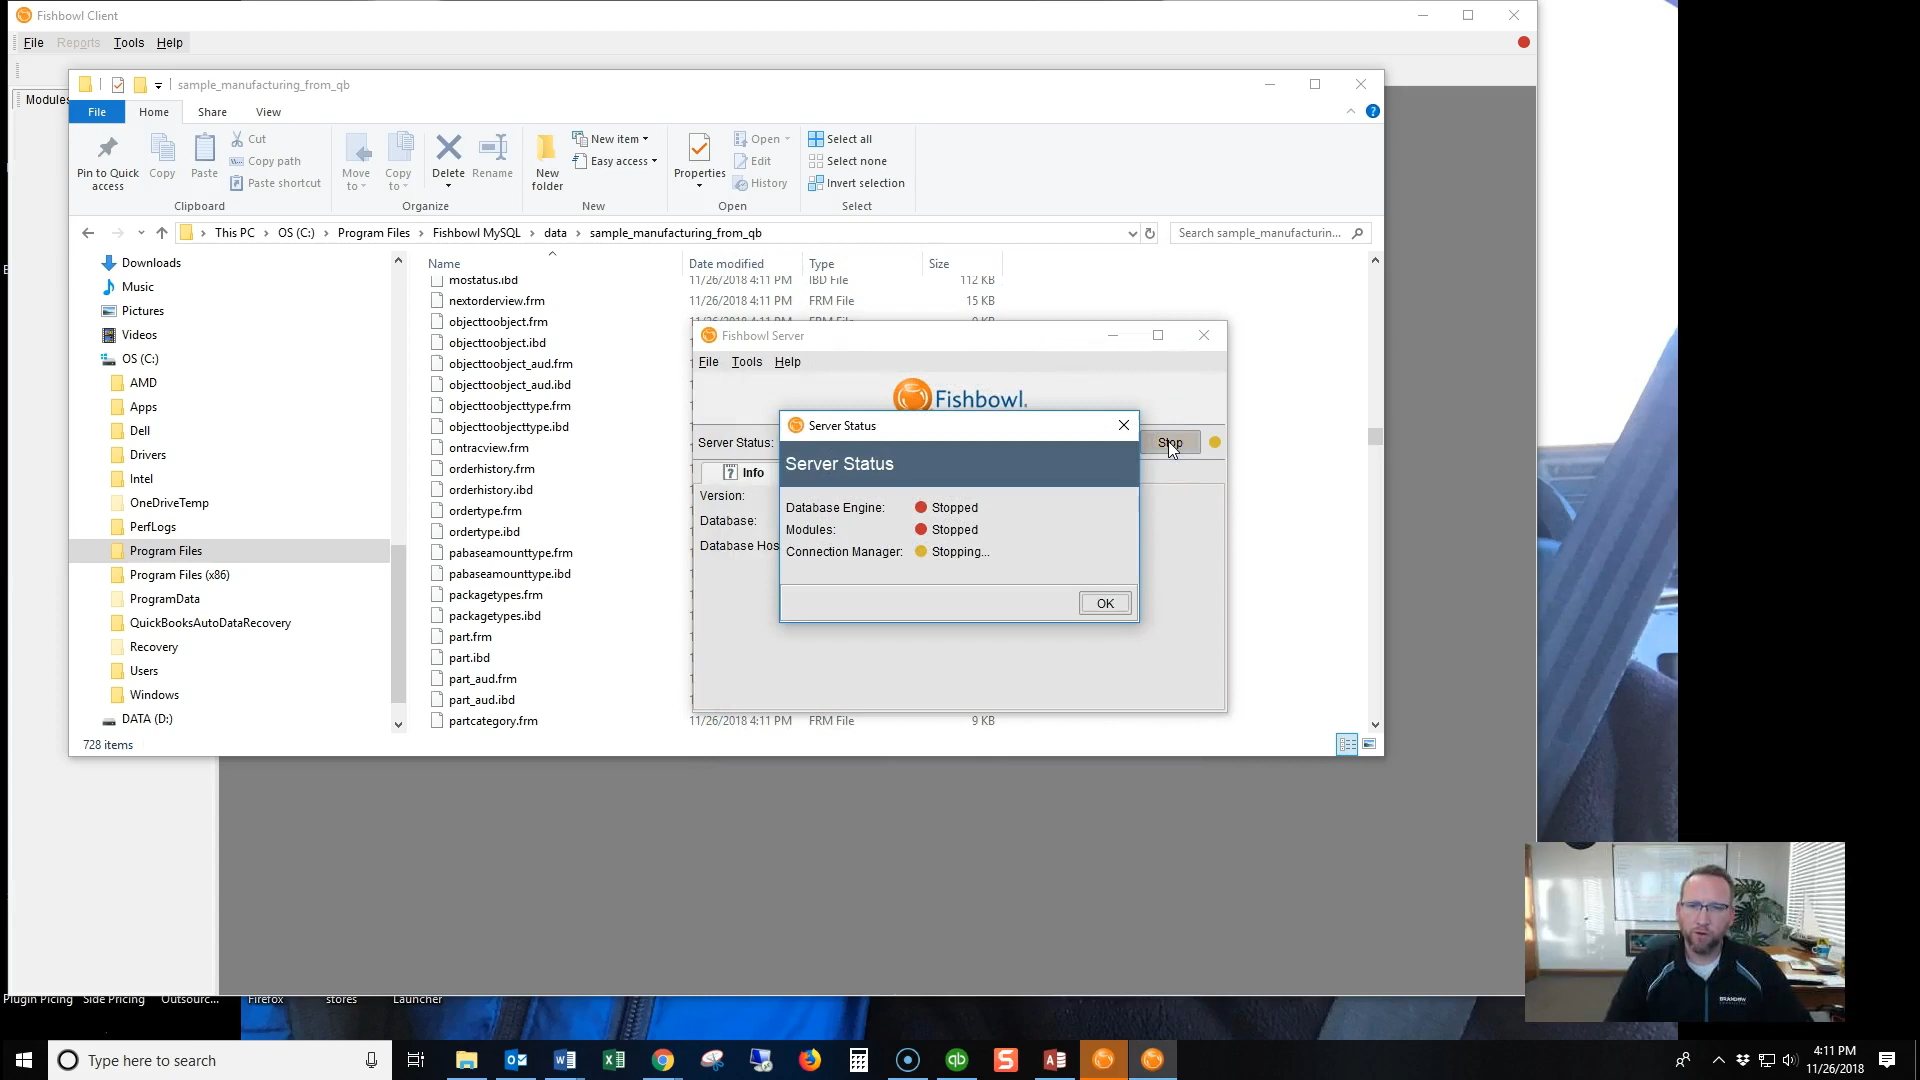 Fishbowl Client
File Reports Tools Help
sample_manufacturing_from_qb
Modules
File Home Share View
Pin to Quick access
Copy
Paste
Cut
Copy path
Paste shortcut
Clipboard
Move to
Copy to
Delete
Rename
Organize
New folder
New item
Easy access
New
Properties
Open
Edit
History
Open
Select all
Select none
Invert selection
Select
This PC > OS (C:) > Program Files > Fishbowl MySQL > data > sample_manufacturing_from_qb
Search sample_manufacturin...
Downloads
Music
Pictures
Videos
OS (C:)
AMD
Apps
Dell
Drivers
Intel
OneDriveTemp
PerfLogs
Program Files
Program Files (x86)
ProgramData
QuickBooksAutoDataRecovery
Recovery
Users
Windows
DATA (D:)
Name Date modified Type Size
mostatus.ibd 11/26/2018 4:11 PM IBD File 112 KB
nextorderview.frm 11/26/2018 4:11 PM FRM File 15 KB
objecttoobject.frm 11/26/2018 4:11 PM FRM File 9 KB
objecttoobject.ibd
objecttoobject_aud.frm
objecttoobject_aud.ibd
objecttoobjecttype.frm
objecttoobjecttype.ibd
ontracview.frm
orderhistory.frm
orderhistory.ibd
ordertype.frm
ordertype.ibd
pabaseamounttype.frm
pabaseamounttype.ibd
packagetypes.frm
packagetypes.ibd
part.frm
part.ibd
part_aud.frm
part_aud.ibd
partcategory.frm 11/26/2018 4:11 PM FRM File 9 KB
728 items
Fishbowl Server
File Tools Help
Fishbowl.
Server Status:
Stop
Info
Version:
Database:
Database Hos
Server Status
Server Status
Database Engine: Stopped
Modules: Stopped
Connection Manager: Stopping...
OK
Plugin Picing Side Pricing Outsourc... Firefox stores Launcher
Type here to search
4:11 PM
11/26/2018